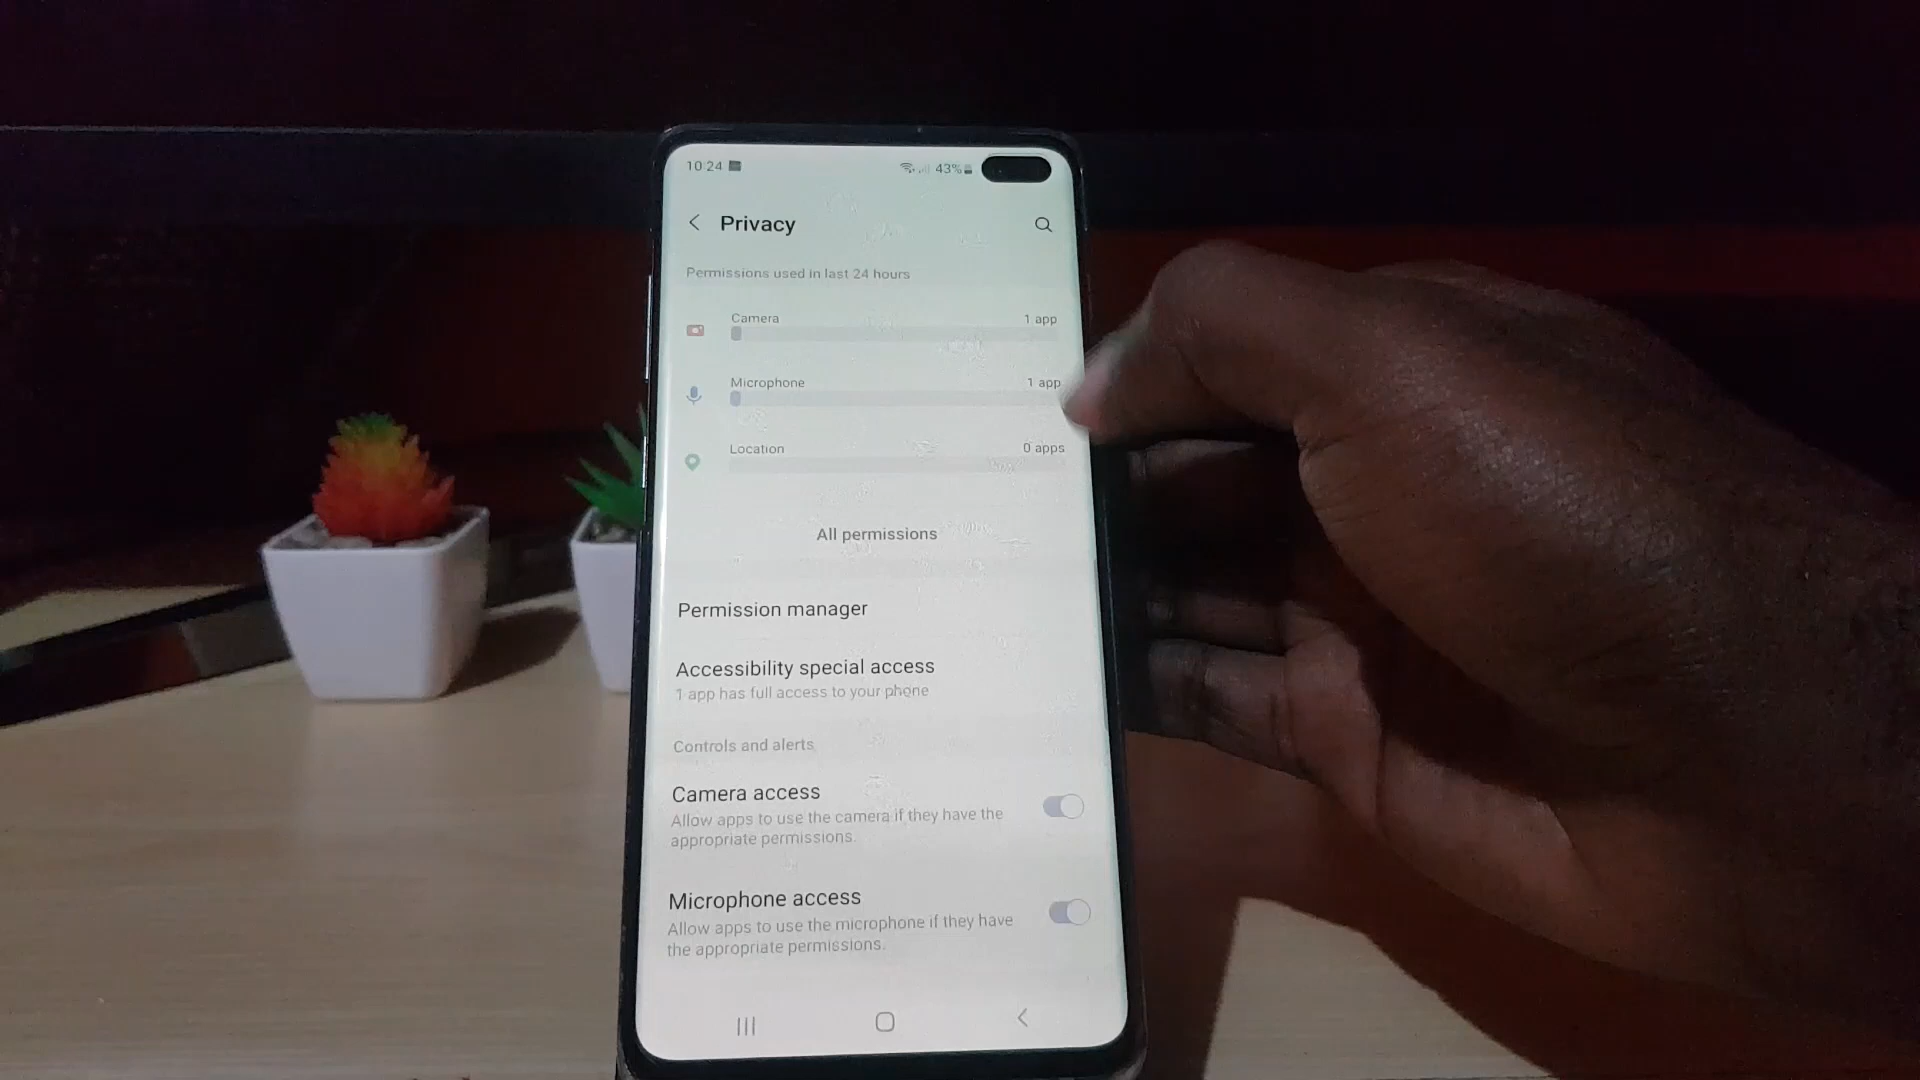 10:24 43%
Privacy
Permissions used in last 24 hours
Camera 1 app
Microphone 1 app
Location 0 apps
All permissions
Permission manager
Accessibility special access
1 app has full access to your phone
Controls and alerts
Camera access
Allow apps to use the camera if they have the
appropriate permissions.
Microphone access
Allow apps to use the microphone if they have
the appropriate permissions.